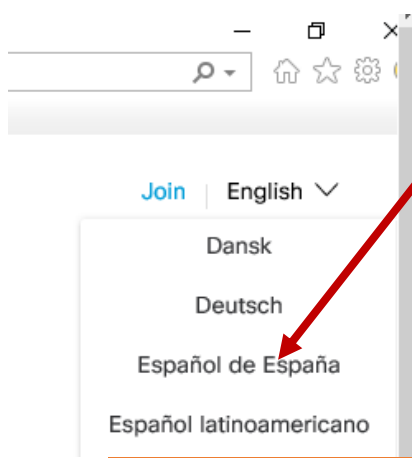 Join | English
Dansk
Deutsch
Español de España
Español latinoamericano